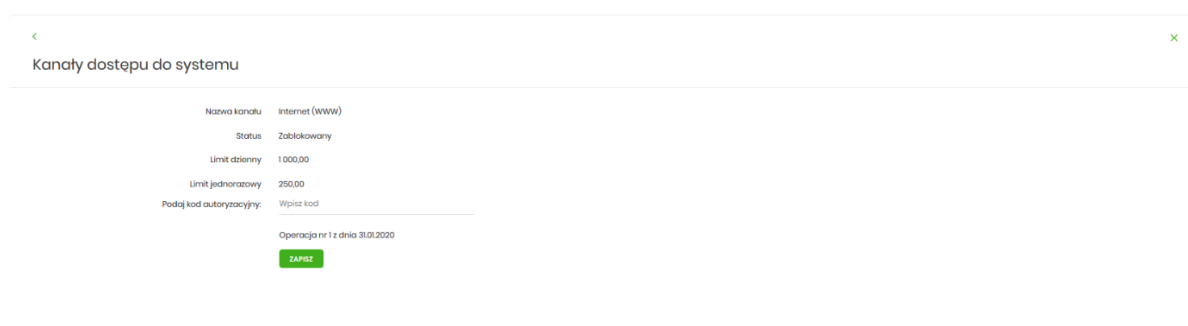 Kanały dostępu do systemu
Nazwa kanału Internet (WWW)
Status Zablokowany
Limit dzienny 1 000,00
Limit jednorazowy 250,00
Podaj kod autoryzacyjny: Wpisz kod
Operacja nr 1 z dnia 31.01.2020
ZAPISZ